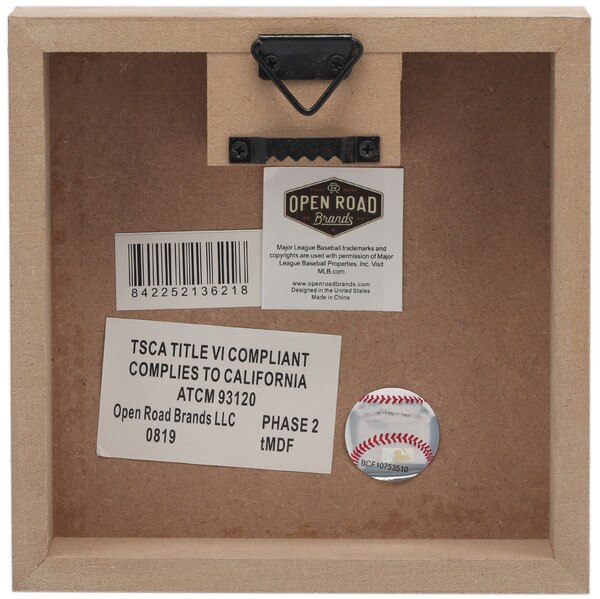 TRADE MARK
OPEN ROAD
Brands
Major League Baseball trademarks and
copyrights are used with permission of Major
League Baseball Properties, Inc. Visit
MLB.com
www.openroadbrands.com
Designed in the United States
Made in China
842252136218
TSCA TITLE VI COMPLIANT
COMPLIES TO CALIFORNIA
ATCM 93120
Open Road Brands LLC
0819
PHASE 2
tMDF
BCF10753510